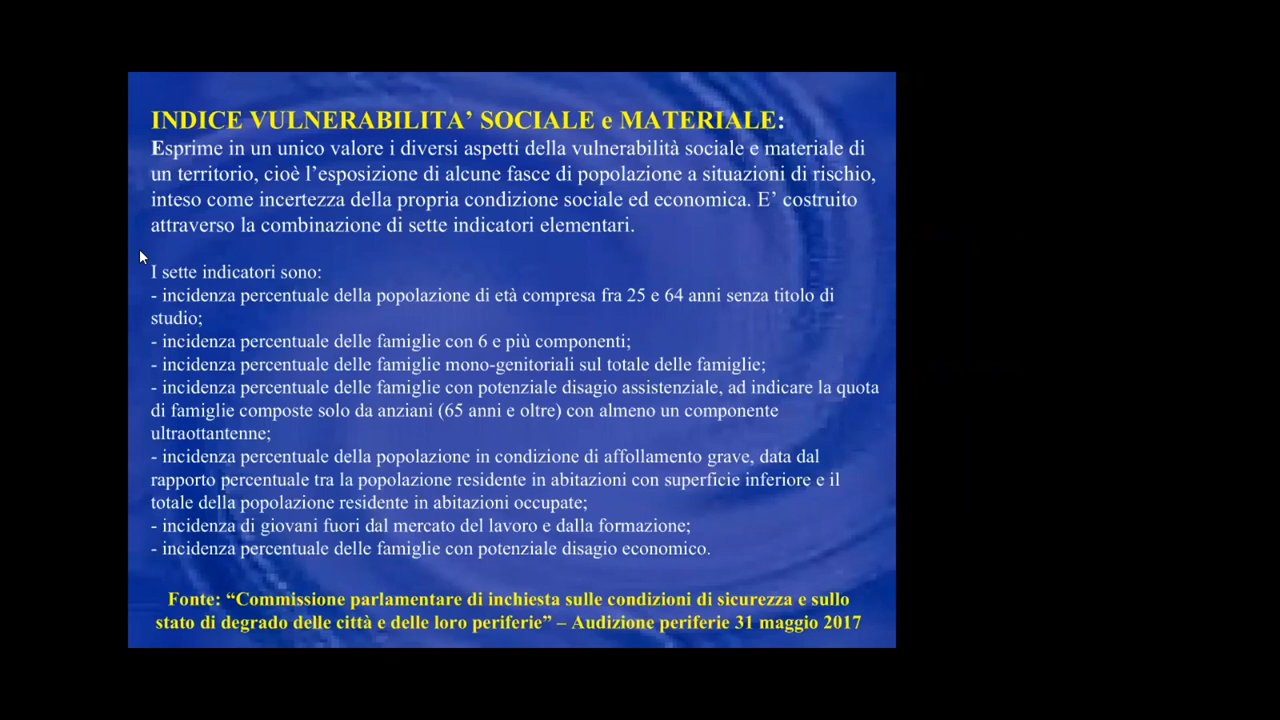 INDICE VULNERABILITA’ SOCIALE e MATERIALE:
Esprime in un unico valore i diversi aspetti della vulnerabilità sociale e materiale di
un territorio, cioè l’esposizione di alcune fasce di popolazione a situazioni di rischio,
inteso come incertezza della propria condizione sociale ed economica. E’ costruito
attraverso la combinazione di sette indicatori elementari.
I sette indicatori sono:
- incidenza percentuale della popolazione di età compresa fra 25 e 64 anni senza titolo di
studio;
- incidenza percentuale delle famiglie con 6 e più componenti;
- incidenza percentuale delle famiglie mono-genitoriali sul totale delle famiglie;
- incidenza percentuale delle famiglie con potenziale disagio assistenziale, ad indicare la quota
di famiglie composte solo da anziani (65 anni e oltre) con almeno un componente
ultraottantenne;
- incidenza percentuale della popolazione in condizione di affollamento grave, data dal
rapporto percentuale tra la popolazione residente in abitazioni con superficie inferiore e il
totale della popolazione residente in abitazioni occupate;
- incidenza di giovani fuori dal mercato del lavoro e dalla formazione;
- incidenza percentuale delle famiglie con potenziale disagio economico.
Fonte: “Commissione parlamentare di inchiesta sulle condizioni di sicurezza e sullo
stato di degrado delle città e delle loro periferie” – Audizione periferie 31 maggio 2017